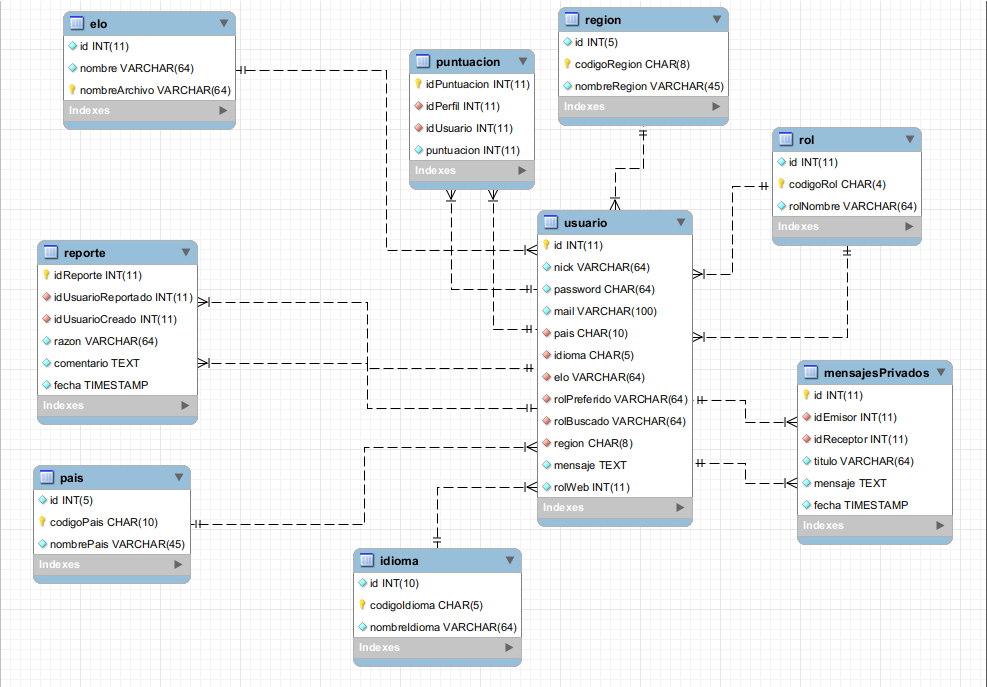 elo
id INT(11)
nombre VARCHAR(64)
nombreArchivo VARCHAR(64)
Indexes
puntuacion
idPuntuacion INT(11)
idPerfil INT(11)
idUsuario INT(11)
puntuacion INT(11)
Indexes
region
id INT(5)
codigoRegion CHAR(8)
nombreRegion VARCHAR(45)
Indexes
rol
id INT(11)
codigoRol CHAR(4)
rolNombre VARCHAR(64)
Indexes
usuario
id INT(11)
nick VARCHAR(64)
password CHAR(64)
mail VARCHAR(100)
pais CHAR(10)
idioma CHAR(5)
elo VARCHAR(64)
rolPreferido VARCHAR(64)
rolBuscado VARCHAR(64)
region CHAR(8)
mensaje TEXT
rolWeb INT(11)
Indexes
reporte
idReporte INT(11)
idUsuarioReportado INT(11)
idUsuarioCreado INT(11)
razon VARCHAR(64)
comentario TEXT
fecha TIMESTAMP
Indexes
mensajesPrivados
id INT(11)
idEmisor INT(11)
idReceptor INT(11)
titulo VARCHAR(64)
mensaje TEXT
fecha TIMESTAMP
Indexes
pais
id INT(5)
codigoPais CHAR(10)
nombrePais VARCHAR(45)
Indexes
idioma
id INT(10)
codigoIdioma CHAR(5)
nombreIdioma VARCHAR(64)
Indexes